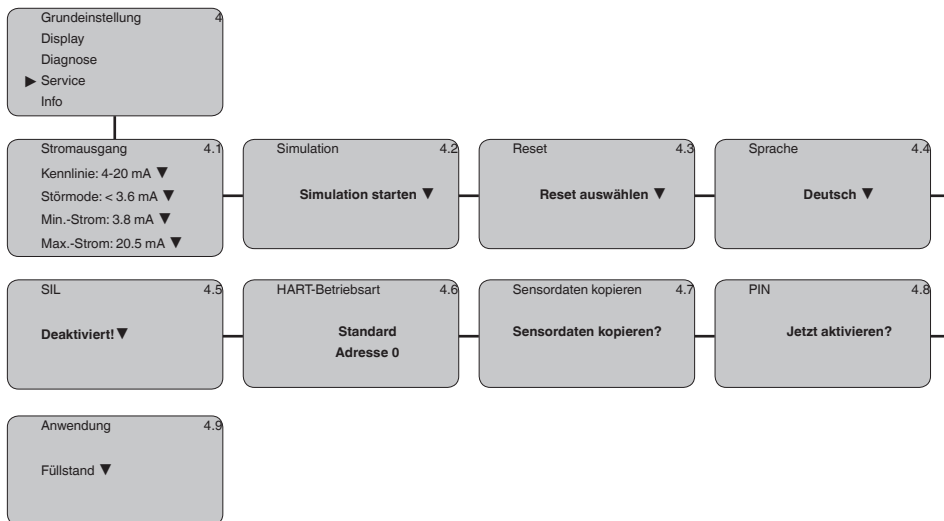 Grundeinstellung 4
Display
Diagnose
▶ Service
Info
Stromausgang 4.1
Kennlinie: 4-20 mA ▼
Störmode: < 3.6 mA ▼
Min.-Strom: 3.8 mA ▼
Max.-Strom: 20.5 mA ▼
Simulation 4.2
Simulation starten ▼
Reset 4.3
Reset auswählen ▼
Sprache 4.4
Deutsch ▼
SIL 4.5
Deaktiviert! ▼
HART-Betriebsart 4.6
Standard
Adresse 0
Sensordaten kopieren 4.7
Sensordaten kopieren?
PIN 4.8
Jetzt aktivieren?
Anwendung 4.9
Füllstand ▼